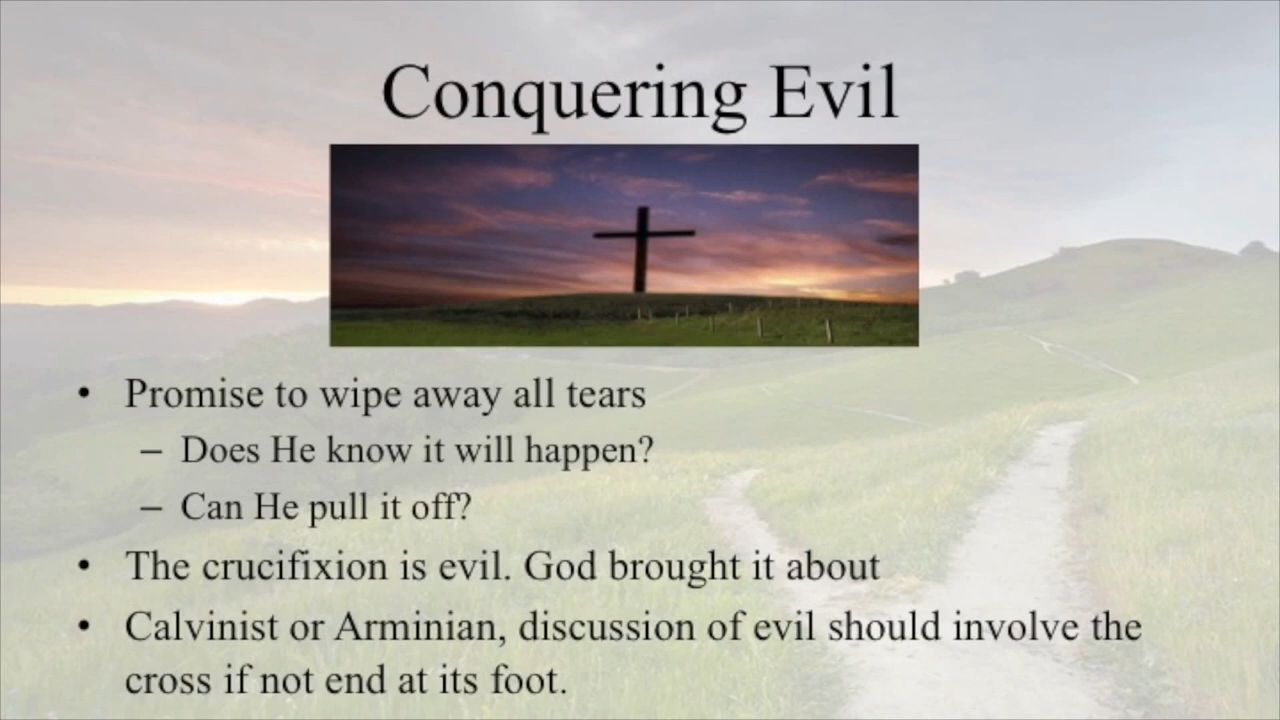 Conquering Evil
• Promise to wipe away all tears
– Does He know it will happen?
– Can He pull it off?
• The crucifixion is evil. God brought it about
• Calvinist or Arminian, discussion of evil should involve the
cross if not end at its foot.